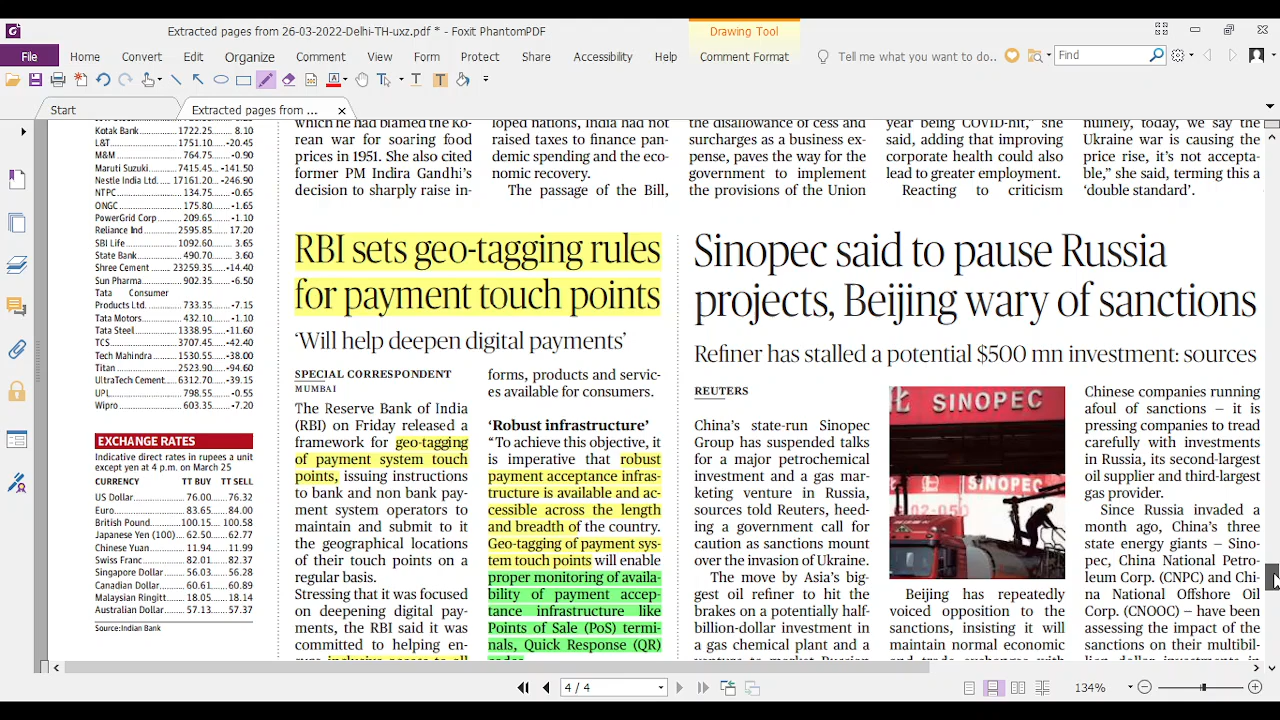 Extracted pages from 26-03-2022-Delhi-TH-uxz.pdf * - Foxit PhantomPDF
Drawing Tool
File
Home
Convert
Edit
Organize
Comment
View
Form
Protect
Share
Accessibility
Help
Comment Format
Tell me what you want to do...
Find
Start
Extracted pages from ...
Kotak Bank 1722.25 8.10
L&T 1751.10 -20.45
M&M 764.75 -0.90
Maruti Suzuki 7415.45 -141.50
Nestle India Ltd. 17161.20 -246.90
NTPC 134.75 -0.65
ONGC 175.80 -1.65
PowerGrid Corp 209.65 -1.10
Reliance Ind 2595.85 17.20
SBI Life 1092.60 3.65
State Bank 490.70 3.60
Shree Cement 23259.35 -14.40
Sun Pharma 902.35 -6.50
Tata Consumer
Products Ltd. 733.35 -7.15
Tata Motors 432.10 -1.10
Tata Steel 1338.95 -11.60
TCS 3707.45 -42.40
Tech Mahindra 1530.55 -38.00
Titan 2523.90 -94.60
UltraTech Cement 6312.70 -39.15
UPL 798.55 -0.55
Wipro 603.35 -7.20
EXCHANGE RATES
Indicative direct rates in rupees a unit
except yen at 4 p.m. on March 25
CURRENCY TT BUY TT SELL
US Dollar 76.00 76.32
Euro 83.65 84.00
British Pound 100.15 100.58
Japanese Yen (100) 62.50 62.77
Chinese Yuan 11.94 11.99
Swiss Franc 82.01 82.37
Singapore Dollar 56.03 56.28
Canadian Dollar 60.61 60.89
Malaysian Ringitt 18.05 18.14
Australian Dollar 57.13 57.37
Source:Indian Bank
which he had blamed the Ko-
rean war for soaring food
prices in 1951. She also cited
former PM Indira Gandhi's
decision to sharply raise in-
loped nations, India had not
raised taxes to finance pan-
demic spending and the eco-
nomic recovery.
The passage of the Bill,
the disallowance of cess and
surcharges as a business ex-
pense, paves the way for the
government to implement
the provisions of the Union
year being COVID-hit," she
said, adding that improving
corporate health could also
lead to greater employment.
Reacting to criticism
numely, today, we say the
Ukraine war is causing the
price rise, it's not accepta-
ble," she said, terming this a
'double standard'.
RBI sets geo-tagging rules
for payment touch points
'Will help deepen digital payments'
SPECIAL CORRESPONDENT
MUMBAI
The Reserve Bank of India
(RBI) on Friday released a
framework for geo-tagging
of payment system touch
points, issuing instructions
to bank and non bank pay-
ment system operators to
maintain and submit to it
the geographical locations
of their touch points on a
regular basis.
Stressing that it was focused
on deepening digital pay-
ments, the RBI said it was
committed to helping en-
sure inclusive access to all
forms, products and servic-
es available for consumers.
'Robust infrastructure'
"To achieve this objective, it
is imperative that robust
payment acceptance infras-
tructure is available and ac-
cessible across the length
and breadth of the country.
Geo-tagging of payment sys-
tem touch points will enable
proper monitoring of availa-
bility of payment accep-
tance infrastructure like
Points of Sale (PoS) termi-
nals, Quick Response (QR)
Sinopec said to pause Russia
projects, Beijing wary of sanctions
Refiner has stalled a potential $500 mn investment: sources
REUTERS
China's state-run Sinopec
Group has suspended talks
for a major petrochemical
investment and a gas mar-
keting venture in Russia,
sources told Reuters, heed-
ing a government call for
caution as sanctions mount
over the invasion of Ukraine.
The move by Asia's big-
gest oil refiner to hit the
brakes on a potentially half-
billion-dollar investment in
a gas chemical plant and a
venture to market Russian
SINOPEC
SINOPEC
Beijing has repeatedly
voiced opposition to the
sanctions, insisting it will
maintain normal economic
and trade exchanges with
Chinese companies running
afoul of sanctions – it is
pressing companies to tread
carefully with investments
in Russia, its second-largest
oil supplier and third-largest
gas provider.
Since Russia invaded a
month ago, China's three
state energy giants – Sino-
pec, China National Petro-
leum Corp. (CNPC) and Chi-
na National Offshore Oil
Corp. (CNOOC) – have been
assessing the impact of the
sanctions on their multibil-
lion dollar investments in
4 / 4
134%